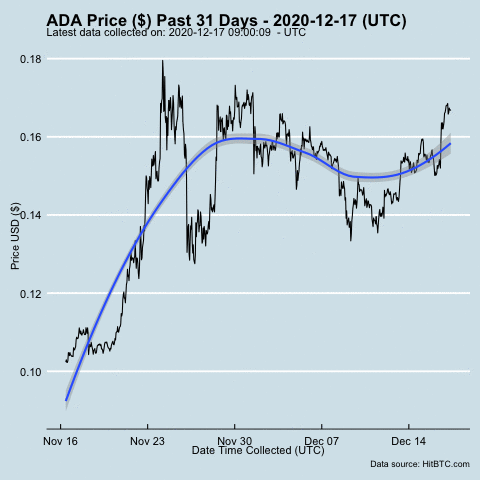 ADA Price ($) Past 31 Days - 2020-12-17 (UTC)
Latest data collected on: 2020-12-17 09:00:09 - UTC
Price USD ($)
0.18
0.16
0.14
0.12
0.10
Nov 16 Nov 23 Nov 30 Dec 07 Dec 14
Date Time Collected (UTC)
Data source: HitBTC.com